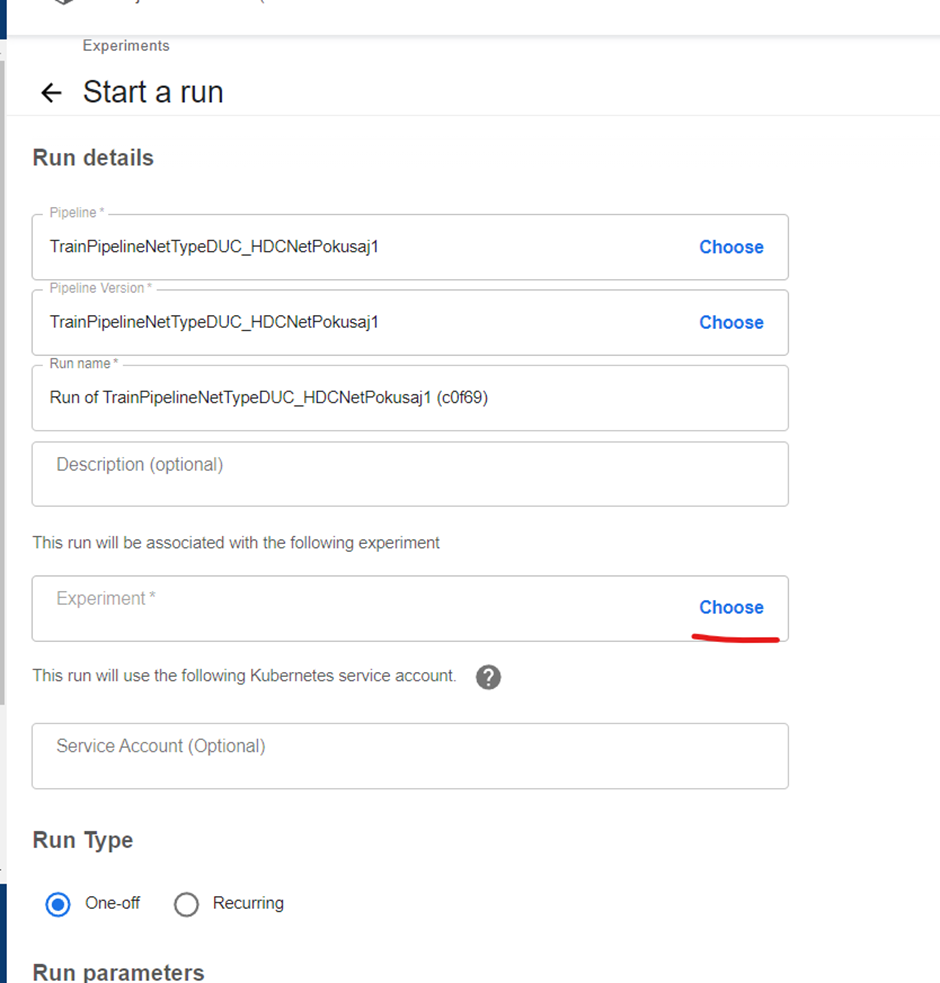 Experiments
Start a run
Run details
Pipeline *
TrainPipelineNetTypeDUC_HDCNetPokusaj1 Choose
Pipeline Version *
TrainPipelineNetTypeDUC_HDCNetPokusaj1 Choose
Run name *
Run of TrainPipelineNetTypeDUC_HDCNetPokusaj1 (c0f69)
Description (optional)
This run will be associated with the following experiment
Experiment *
Choose
This run will use the following Kubernetes service account. ?
Service Account (Optional)
Run Type
One-off Recurring
Run parameters